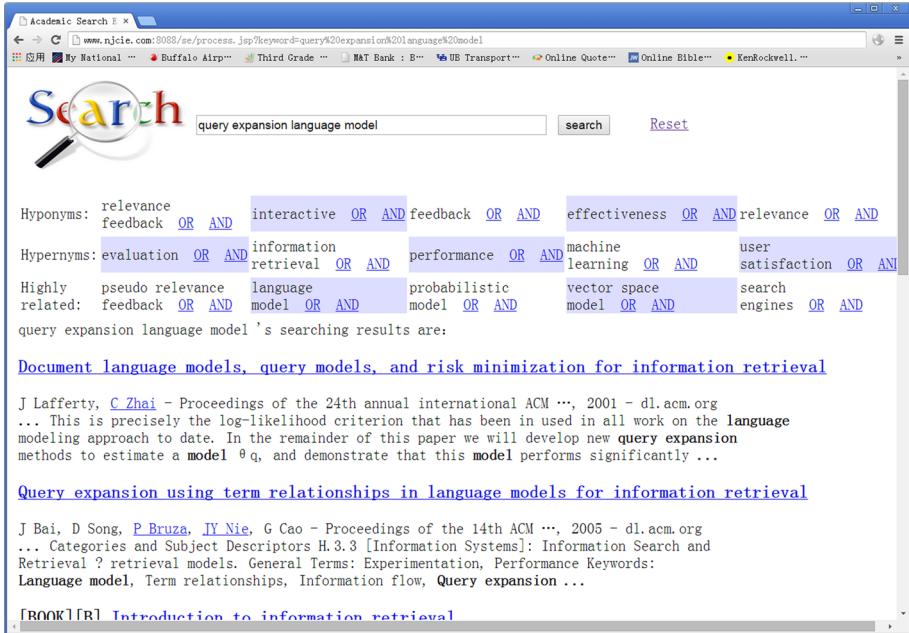 Academic Search E
www.njcie.com:8088/se/process.jsp?keyword=query%20expansion%20language%20model
应用 My National … Buffalo Airp… Third Grade … M&T Bank : E… UB Transport… Online Quote… Online Bible… KenRockwell.… »
Search
query expansion language model search Reset
Hyponyms: relevance feedback OR AND interactive OR AND feedback OR AND effectiveness OR AND relevance OR AND
Hypernyms: evaluation OR AND information retrieval OR AND performance OR AND machine learning OR AND user satisfaction OR AND
Highly related: pseudo relevance feedback OR AND language model OR AND probabilistic model OR AND vector space model OR AND search engines OR AND
query expansion language model 's searching results are:
Document language models, query models, and risk minimization for information retrieval
J Lafferty, C Zhai - Proceedings of the 24th annual international ACM …, 2001 - dl.acm.org
... This is precisely the log-likelihood criterion that has been in used in all work on the language
modeling approach to date. In the remainder of this paper we will develop new query expansion
methods to estimate a model θq, and demonstrate that this model performs significantly ...
Query expansion using term relationships in language models for information retrieval
J Bai, D Song, P Bruza, JY Nie, G Cao - Proceedings of the 14th ACM …, 2005 - dl.acm.org
... Categories and Subject Descriptors H.3.3 [Information Systems]: Information Search and
Retrieval ? retrieval models. General Terms: Experimentation, Performance Keywords:
Language model, Term relationships, Information flow, Query expansion ...
[BOOK][B] Introduction to information retrieval